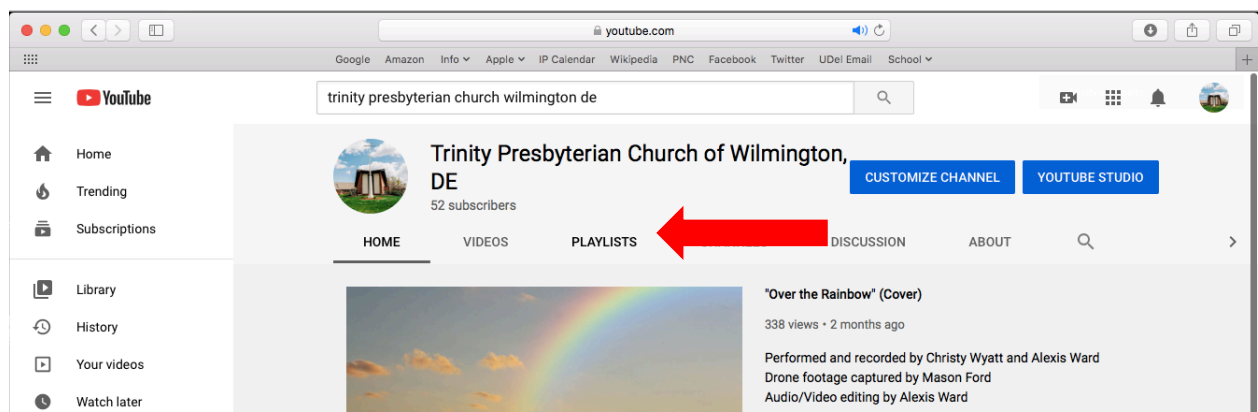 youtube.com
Google Amazon Info Apple IP Calendar Wikipedia PNC Facebook Twitter UDel Email School
YouTube
trinity presbyterian church wilmington de
Home
Trending
Subscriptions
Library
History
Your videos
Watch later
Trinity Presbyterian Church of Wilmington,
DE
52 subscribers
CUSTOMIZE CHANNEL YOUTUBE STUDIO
HOME VIDEOS PLAYLISTS DISCUSSION ABOUT
"Over the Rainbow" (Cover)
338 views • 2 months ago
Performed and recorded by Christy Wyatt and Alexis Ward
Drone footage captured by Mason Ford
Audio/Video editing by Alexis Ward